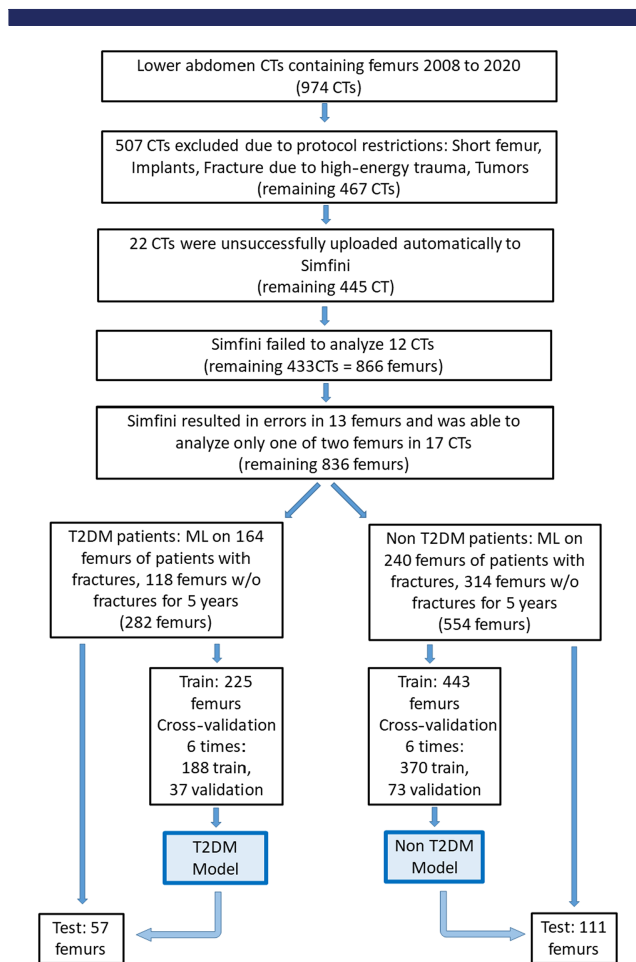 Lower abdomen CTs containing femurs 2008 to 2020
(974 CTs)
507 CTs excluded due to protocol restrictions: Short femur,
Implants, Fracture due to high-energy trauma, Tumors
(remaining 467 CTs)
22 CTs were unsuccessfully uploaded automatically to
Simfini
(remaining 445 CT)
Simfini failed to analyze 12 CTs
(remaining 433CTs = 866 femurs)
Simfini resulted in errors in 13 femurs and was able to
analyze only one of two femurs in 17 CTs
(remaining 836 femurs)
T2DM patients: ML on 164
femurs of patients with
fractures, 118 femurs w/o
fractures for 5 years
(282 femurs)
Non T2DM patients: ML on
240 femurs of patients with
fractures, 314 femurs w/o
fractures for 5 years
(554 femurs)
Train: 225
femurs
Cross-validation
6 times:
188 train,
37 validation
Train: 443
femurs
Cross-validation
6 times:
370 train,
73 validation
T2DM
Model
Non T2DM
Model
Test: 57
femurs
Test: 111
femurs